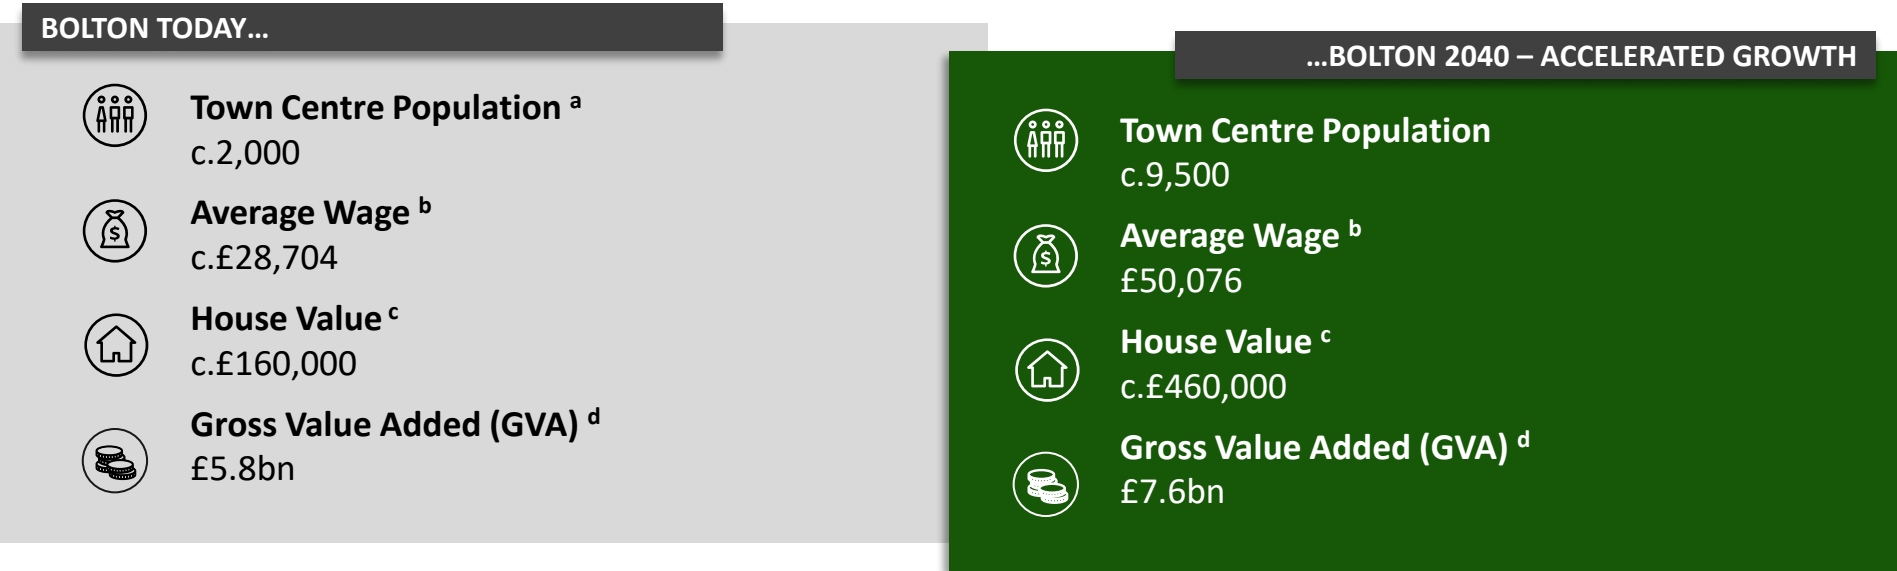 BOLTON TODAY...
Town Centre Population a
c.2,000
Average Wage b
c.£28,704
House Value c
c.£160,000
Gross Value Added (GVA) d
£5.8bn
...BOLTON 2040 – ACCELERATED GROWTH
Town Centre Population
c.9,500
Average Wage b
£50,076
House Value c
c.£460,000
Gross Value Added (GVA) d
£7.6bn